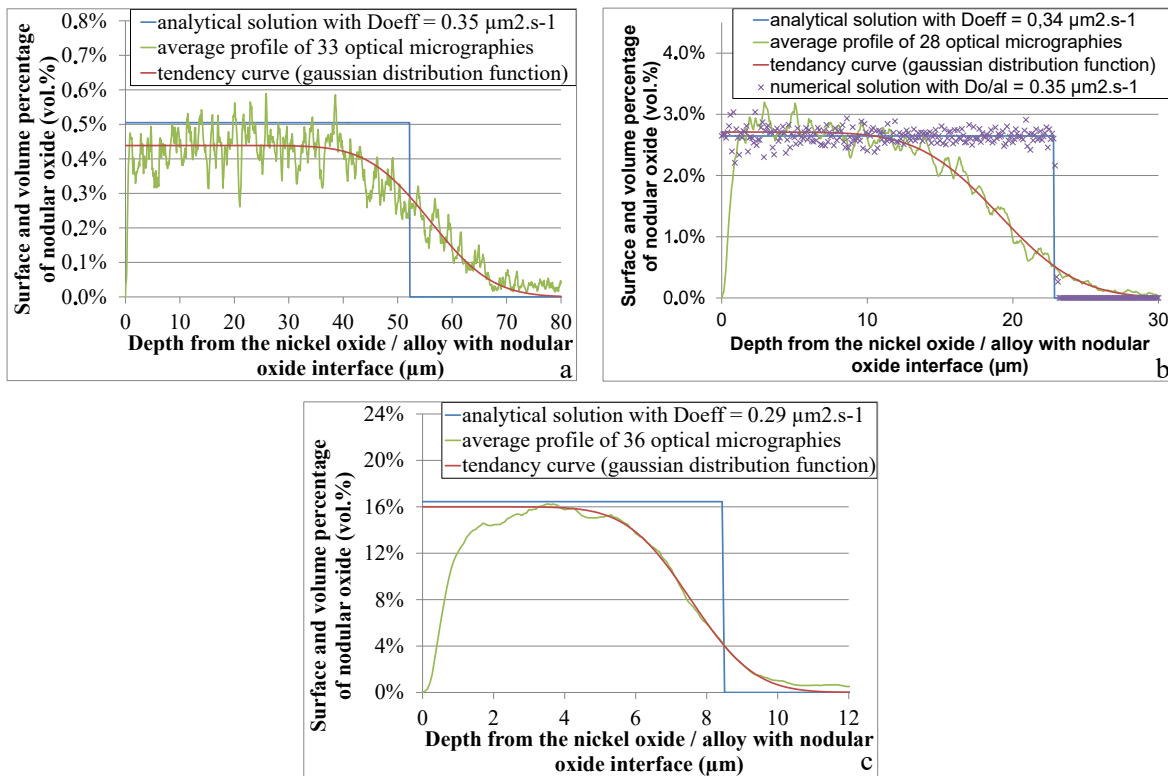 analytical solution with Doeff = 0.35 µm2.s-1
average profile of 33 optical micrographies
tendency curve (gaussian distribution function)
Surface and volume percentage
of nodular oxide (vol.%)
0.8%
0.7%
0.6%
0.5%
0.4%
0.3%
0.2%
0.1%
0.0%
0 10 20 30 40 50 60 70 80
Depth from the nickel oxide / alloy with nodular
oxide interface (µm)
a
analytical solution with Doeff = 0,34 µm2.s-1
average profile of 28 optical micrographies
tendancy curve (gaussian distribution function)
numerical solution with Do/al = 0.35 µm2.s-1
Surface and volume percentage
of nodular oxide (vol.%)
4.0%
3.0%
2.0%
1.0%
0.0%
0 10 20 30
Depth from the nickel oxide / alloy with nodular
oxide interface (µm)
b
analytical solution with Doeff = 0.29 µm2.s-1
average profile of 36 optical micrographies
tendancy curve (gaussian distribution function)
Surface and volume percentage
of nodular oxide (vol.%)
24%
20%
16%
12%
8%
4%
0%
0 2 4 6 8 10 12
Depth from the nickel oxide / alloy with nodular
oxide interface (µm)
c